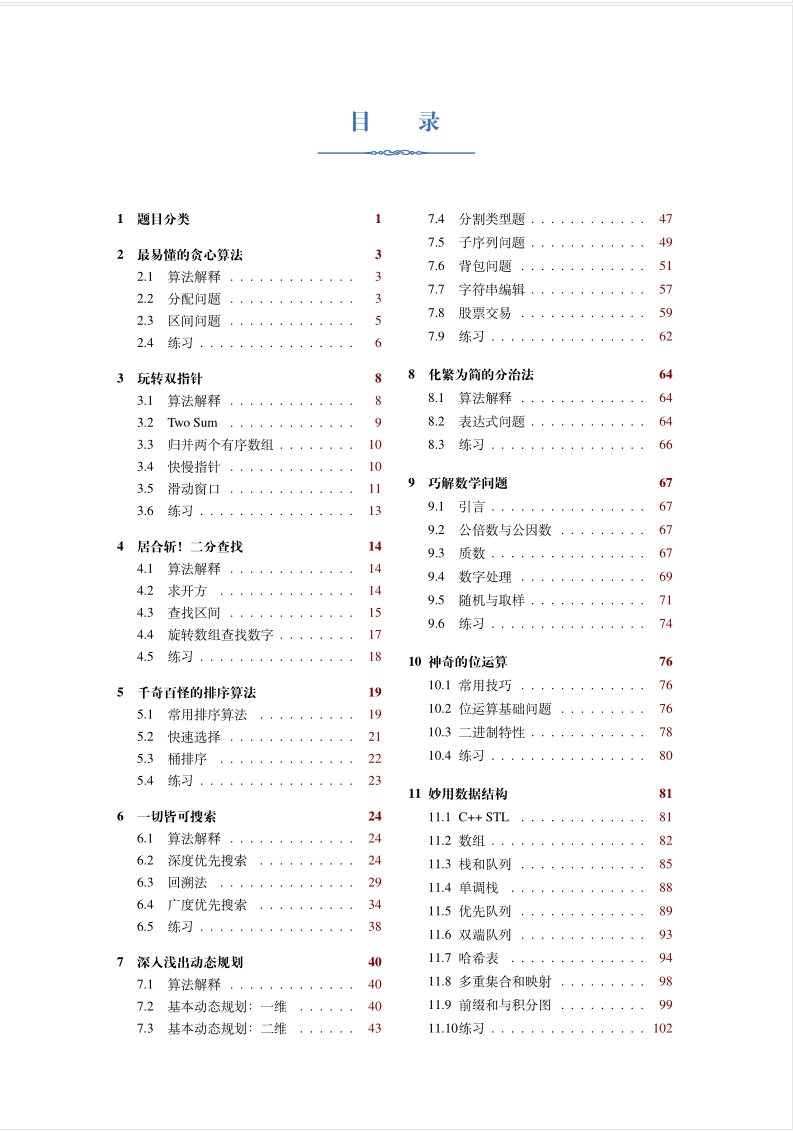 目 录
1 题目分类 1
2 最易懂的贪心算法 3
2.1 算法解释 . . . . . . . . . . . . . 3
2.2 分配问题 . . . . . . . . . . . . . 3
2.3 区间问题 . . . . . . . . . . . . . 5
2.4 练习 . . . . . . . . . . . . . . . . 6
3 玩转双指针 8
3.1 算法解释 . . . . . . . . . . . . . 8
3.2 Two Sum . . . . . . . . . . . . . 9
3.3 归并两个有序数组 . . . . . . . . 10
3.4 快慢指针 . . . . . . . . . . . . . 10
3.5 滑动窗口 . . . . . . . . . . . . . 11
3.6 练习 . . . . . . . . . . . . . . . . 13
4 居合斩！二分查找 14
4.1 算法解释 . . . . . . . . . . . . . 14
4.2 求开方 . . . . . . . . . . . . . . 14
4.3 查找区间 . . . . . . . . . . . . . 15
4.4 旋转数组查找数字 . . . . . . . . 17
4.5 练习 . . . . . . . . . . . . . . . . 18
5 千奇百怪的排序算法 19
5.1 常用排序算法 . . . . . . . . . . 19
5.2 快速选择 . . . . . . . . . . . . . 21
5.3 桶排序 . . . . . . . . . . . . . . 22
5.4 练习 . . . . . . . . . . . . . . . . 23
6 一切皆可搜索 24
6.1 算法解释 . . . . . . . . . . . . . 24
6.2 深度优先搜索 . . . . . . . . . . 24
6.3 回溯法 . . . . . . . . . . . . . . 29
6.4 广度优先搜索 . . . . . . . . . . 34
6.5 练习 . . . . . . . . . . . . . . . . 38
7 深入浅出动态规划 40
7.1 算法解释 . . . . . . . . . . . . . 40
7.2 基本动态规划：一维 . . . . . . 40
7.3 基本动态规划：二维 . . . . . . 43
7.4 分割类型题 . . . . . . . . . . . . 47
7.5 子序列问题 . . . . . . . . . . . . 49
7.6 背包问题 . . . . . . . . . . . . . 51
7.7 字符串编辑 . . . . . . . . . . . . 57
7.8 股票交易 . . . . . . . . . . . . . 59
7.9 练习 . . . . . . . . . . . . . . . . 62
8 化繁为简的分治法 64
8.1 算法解释 . . . . . . . . . . . . . 64
8.2 表达式问题 . . . . . . . . . . . . 64
8.3 练习 . . . . . . . . . . . . . . . . 66
9 巧解数学问题 67
9.1 引言 . . . . . . . . . . . . . . . . 67
9.2 公倍数与公因数 . . . . . . . . . 67
9.3 质数 . . . . . . . . . . . . . . . . 67
9.4 数字处理 . . . . . . . . . . . . . 69
9.5 随机与取样 . . . . . . . . . . . . 71
9.6 练习 . . . . . . . . . . . . . . . . 74
10 神奇的位运算 76
10.1 常用技巧 . . . . . . . . . . . . . 76
10.2 位运算基础问题 . . . . . . . . . 76
10.3 二进制特性 . . . . . . . . . . . . 78
10.4 练习 . . . . . . . . . . . . . . . . 80
11 妙用数据结构 81
11.1 C++ STL . . . . . . . . . . . . . 81
11.2 数组 . . . . . . . . . . . . . . . . 82
11.3 栈和队列 . . . . . . . . . . . . . 85
11.4 单调栈 . . . . . . . . . . . . . . 88
11.5 优先队列 . . . . . . . . . . . . . 89
11.6 双端队列 . . . . . . . . . . . . . 93
11.7 哈希表 . . . . . . . . . . . . . . 94
11.8 多重集合和映射 . . . . . . . . . 98
11.9 前缀和与积分图 . . . . . . . . . 99
11.10练习 . . . . . . . . . . . . . . . . 102